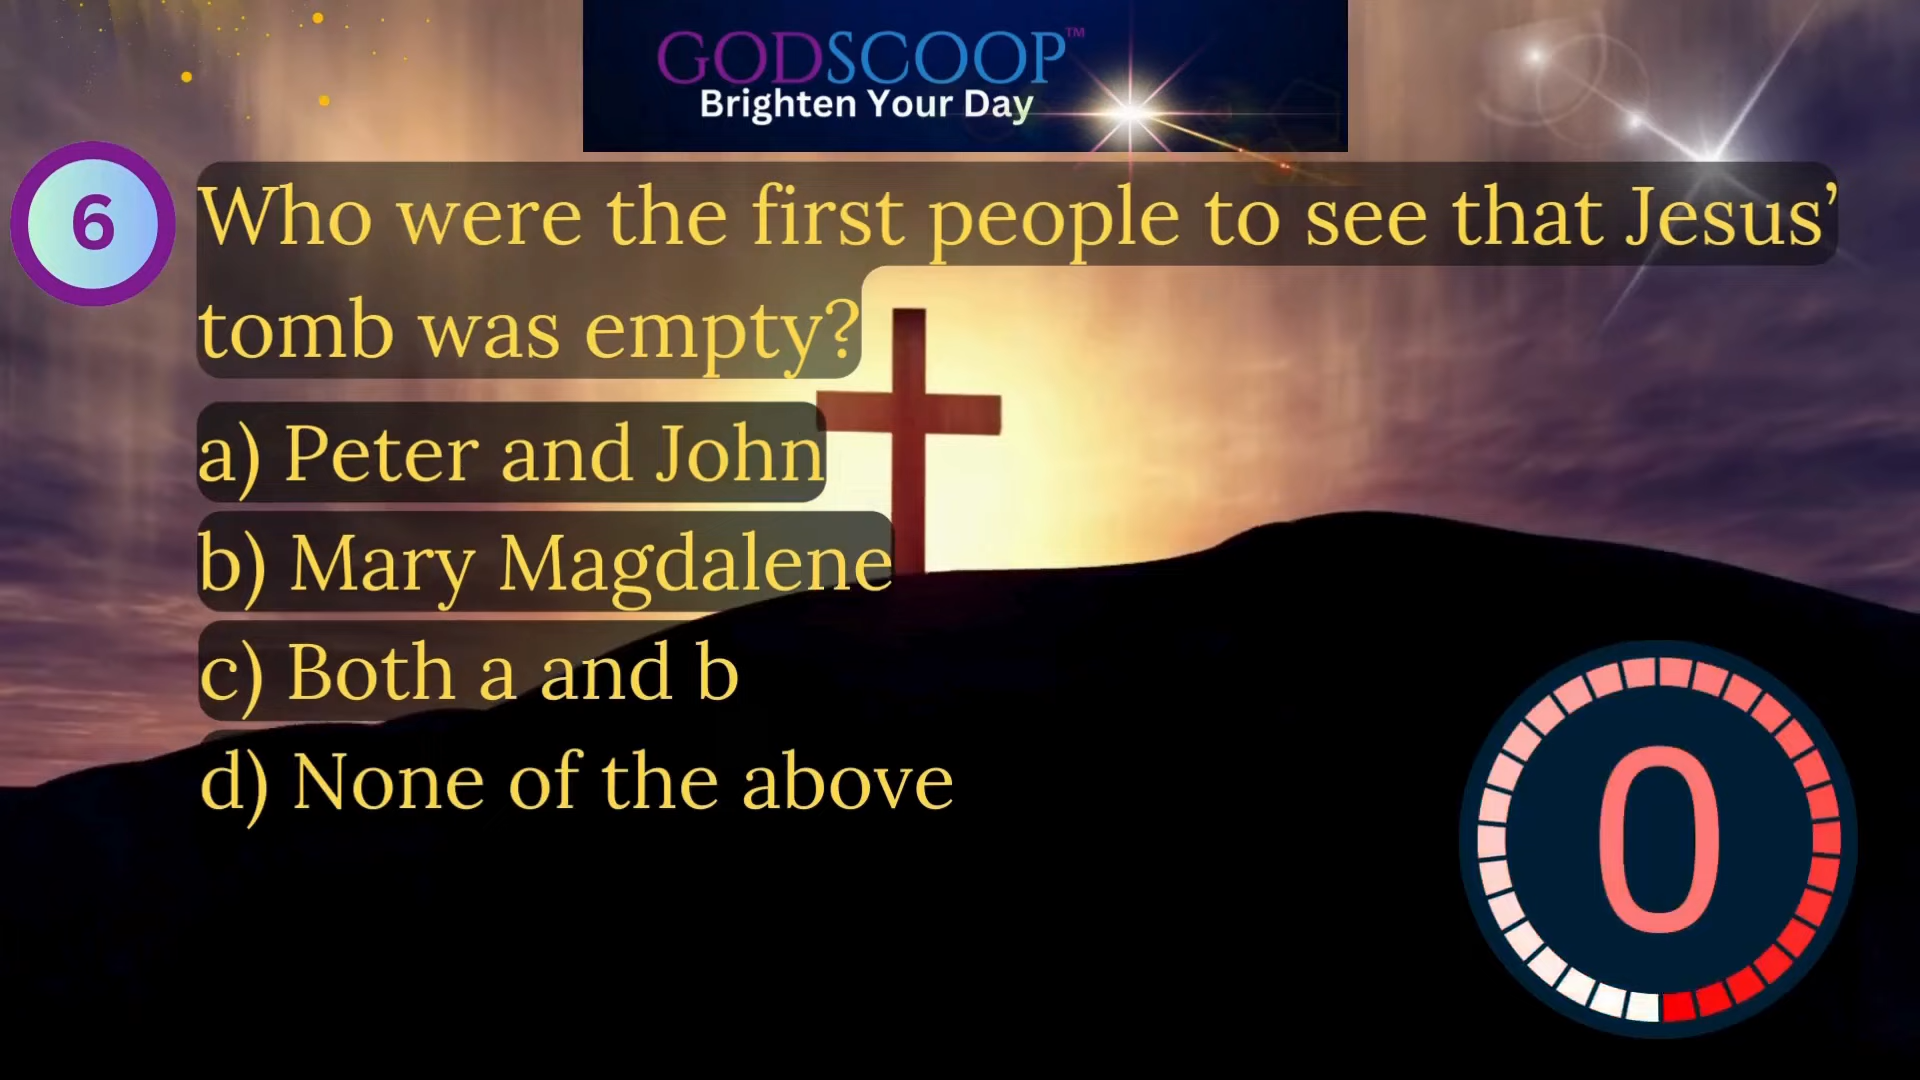 GODSCOOP™
Brighten Your Day
6
Who were the first people to see that Jesus’
tomb was empty?
a) Peter and John
b) Mary Magdalene
c) Both a and b
d) None of the above
0